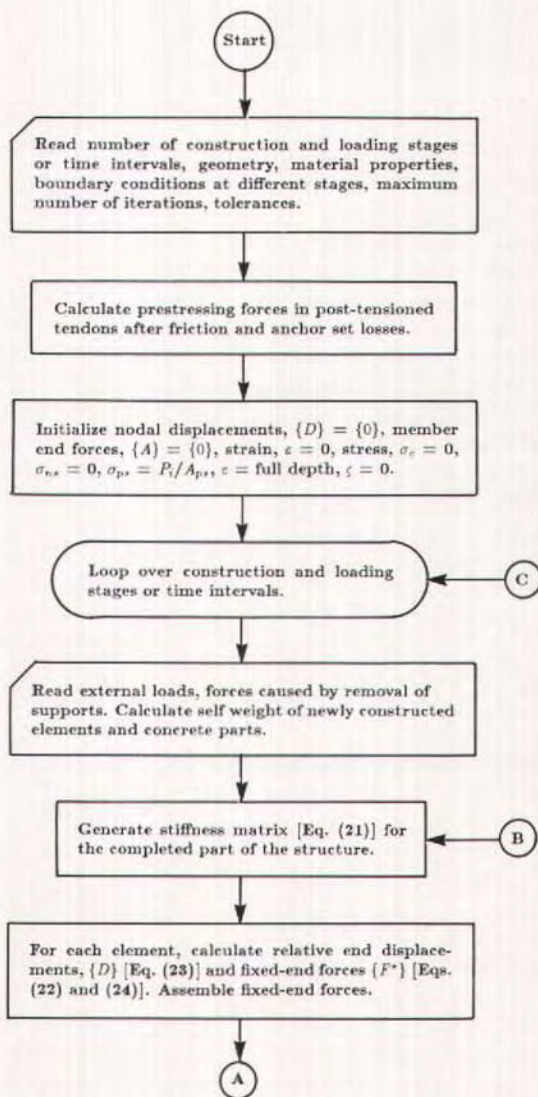 Start
Read number of construction and loading stages
or time intervals, geometry, material properties,
boundary conditions at different stages, maximum
number of iterations, tolerances.
Calculate prestressing forces in post-tensioned
tendons after friction and anchor set losses.
Initialize nodal displacements, {D} = {0}, member
end forces, {A} = {0}, strain, ε = 0, stress, σc = 0,
σns = 0, σps = Pi/Aps, c = full depth, ζ = 0.
Loop over construction and loading
stages or time intervals.
C
Read external loads, forces caused by removal of
supports. Calculate self weight of newly constructed
elements and concrete parts.
Generate stiffness matrix [Eq. (21)] for
the completed part of the structure.
B
For each element, calculate relative end displace-
ments, {D} [Eq. (23)] and fixed-end forces {F*} [Eqs.
(22) and (24)]. Assemble fixed-end forces.
A